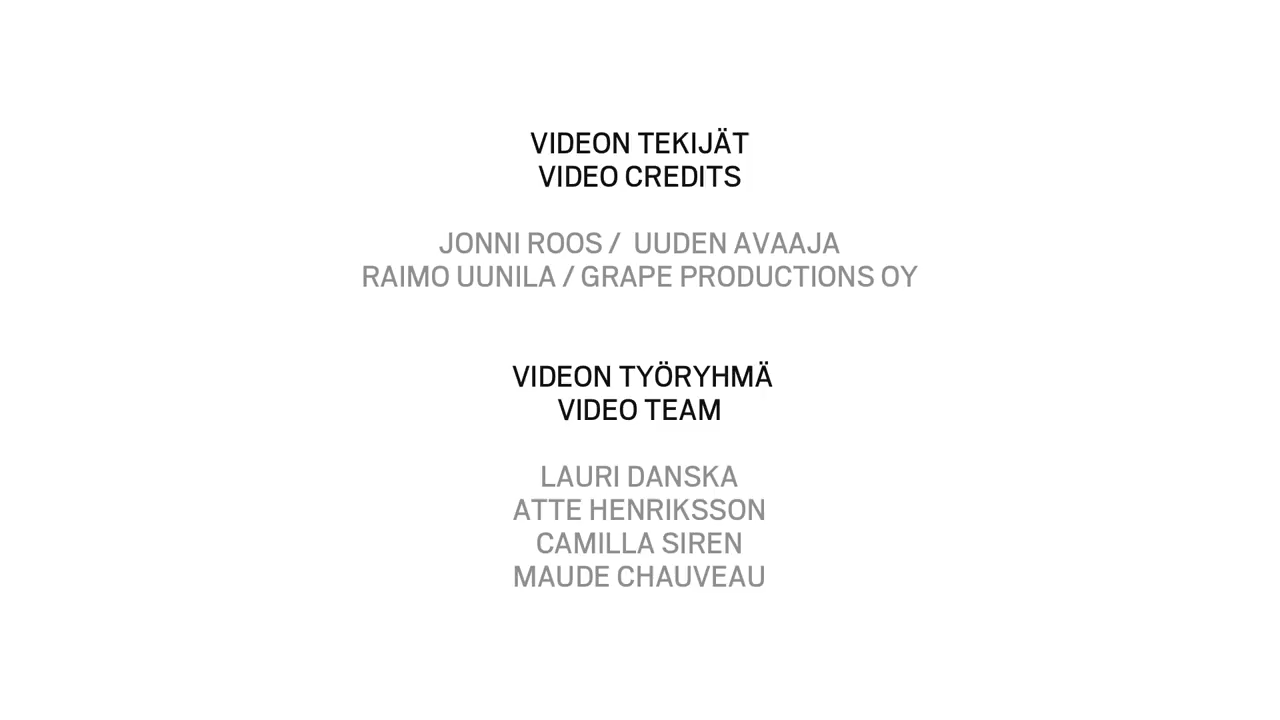 VIDEON TEKIJÄT
VIDEO CREDITS
JONNI ROOS / UUDEN AVAAJA
RAIMO UUNILA / GRAPE PRODUCTIONS OY
VIDEON TYÖRYHMÄ
VIDEO TEAM
LAURI DANSKA
ATTE HENRIKSSON
CAMILLA SIREN
MAUDE CHAUVEAU